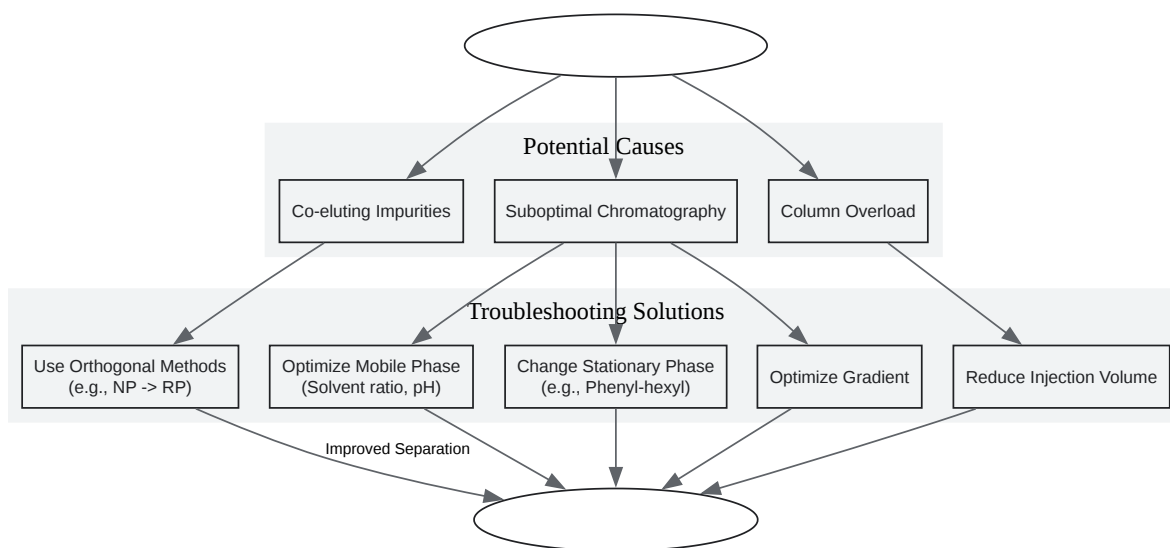 Potential Causes
Co-eluting Impurities
Suboptimal Chromatography
Column Overload
Troubleshooting Solutions
Use Orthogonal Methods
(e.g., NP -> RP)
Optimize Mobile Phase
(Solvent ratio, pH)
Change Stationary Phase
(e.g., Phenyl-hexyl)
Optimize Gradient
Reduce Injection Volume
Improved Separation